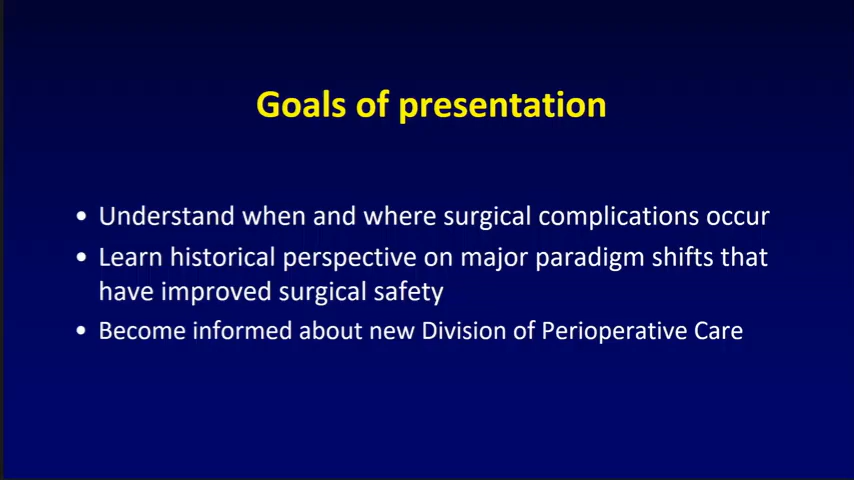 Goals of presentation
• Understand when and where surgical complications occur
• Learn historical perspective on major paradigm shifts that
have improved surgical safety
• Become informed about new Division of Perioperative Care